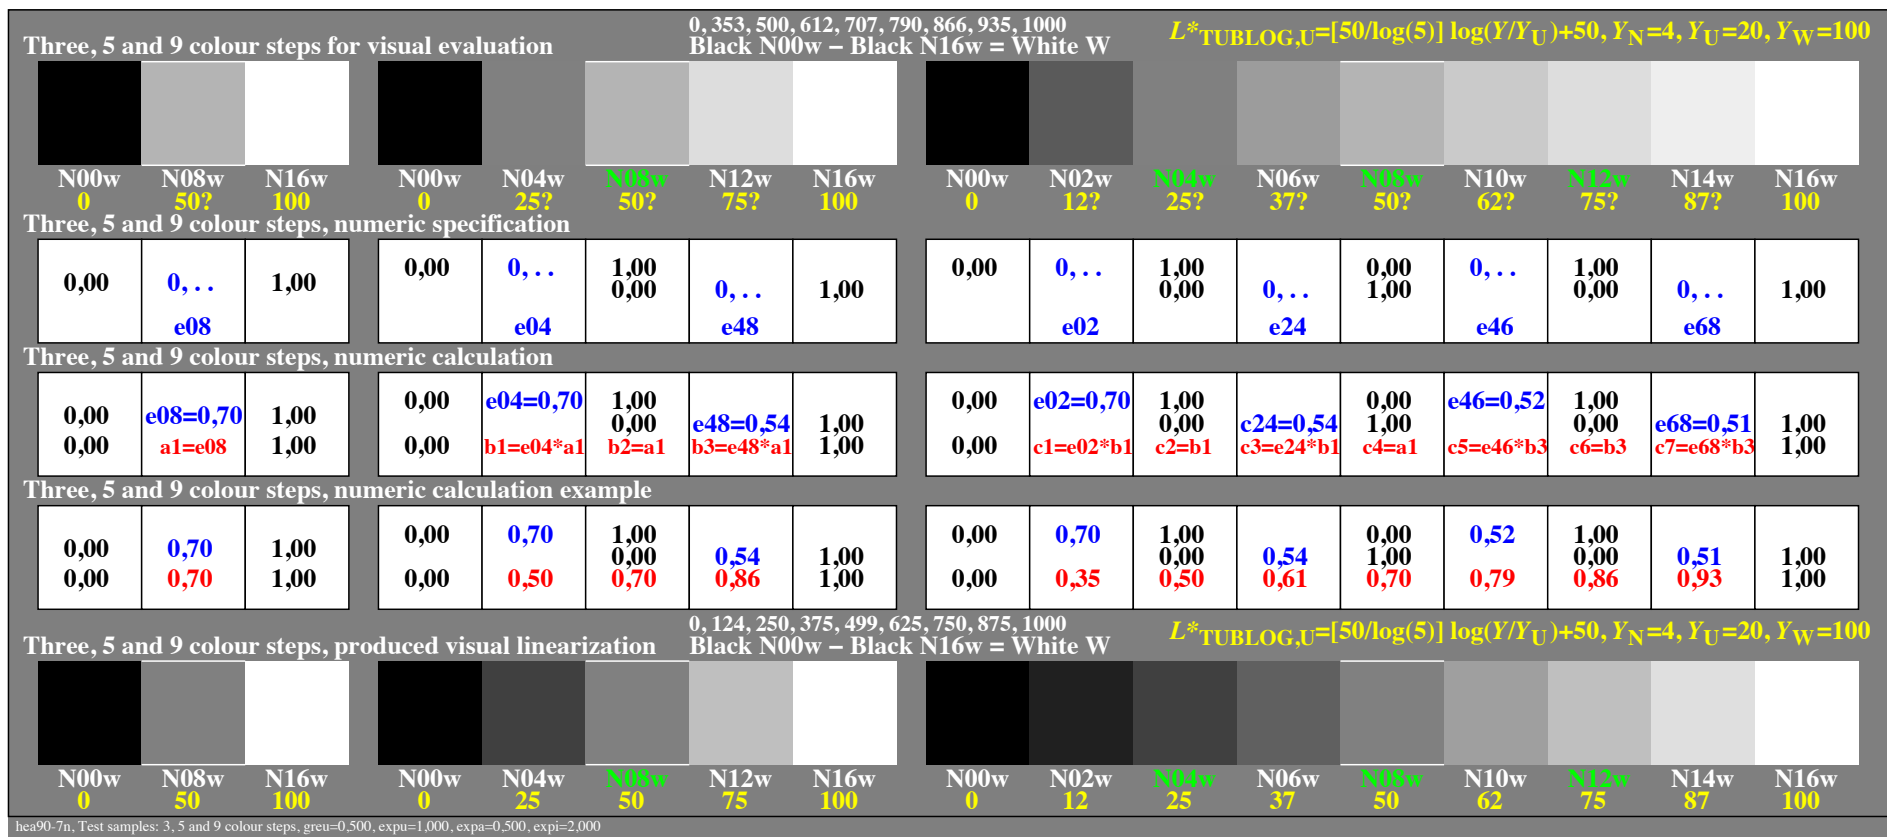 0, 353, 500, 612, 707, 790, 866, 935, 1000
Three, 5 and 9 colour steps for visual evaluation Black N00w – Black N16w = White W L*TUBLOG,U=[50/log(5)] log(Y/YU)+50, YN=4, YU=20, YW=100
N00w N08w N16w N00w N04w N08w N12w N16w N00w N02w N04w N06w N08w N10w N12w N14w N16w
0 50? 100 0 25? 50? 75? 100 0 12? 25? 37? 50? 62? 75? 87? 100
Three, 5 and 9 colour steps, numeric specification
0,00 0, . . 1,00 0,00 0, . . 1,00
0,00 0, . . 1,00 0,00 0, . . 1,00 0,00 0, . . 1,00 0,00 1,00 0,00 0, . . 1,00
e08 e04 e48 e02 e24 e46 e68
Three, 5 and 9 colour steps, numeric calculation
0,00 e04=0,70 1,00 0,00 e02=0,70 1,00 0,00 e46=0,52 1,00
0,00 e08=0,70 1,00 0,00 e48=0,54 1,00 0,00 c24=0,54 1,00 0,00 e68=0,51 1,00
0,00 a1=e08 1,00 0,00 b1=e04*a1 b2=a1 b3=e48*a1 1,00 0,00 c1=e02*b1 c2=b1 c3=e24*b1 c4=a1 c5=e46*b3 c6=b3 c7=e68*b3 1,00
Three, 5 and 9 colour steps, numeric calculation example
0,00 0,70 1,00 0,00 0,70 1,00 0,00 0,52 1,00
0,00 0,70 1,00 0,00 0,54 1,00 0,00 0,54 1,00 0,00 0,51 1,00
0,00 0,70 1,00 0,00 0,50 0,70 0,86 1,00 0,00 0,35 0,50 0,61 0,70 0,79 0,86 0,93 1,00
0, 124, 250, 375, 499, 625, 750, 875, 1000
Three, 5 and 9 colour steps, produced visual linearization Black N00w – Black N16w = White W L*TUBLOG,U=[50/log(5)] log(Y/YU)+50, YN=4, YU=20, YW=100
N00w N08w N16w N00w N04w N08w N12w N16w N00w N02w N04w N06w N08w N10w N12w N14w N16w
0 50 100 0 25 50 75 100 0 12 25 37 50 62 75 87 100
hea90-7n, Test samples: 3, 5 and 9 colour steps, greu=0,500, expu=1,000, expa=0,500, expi=2,000